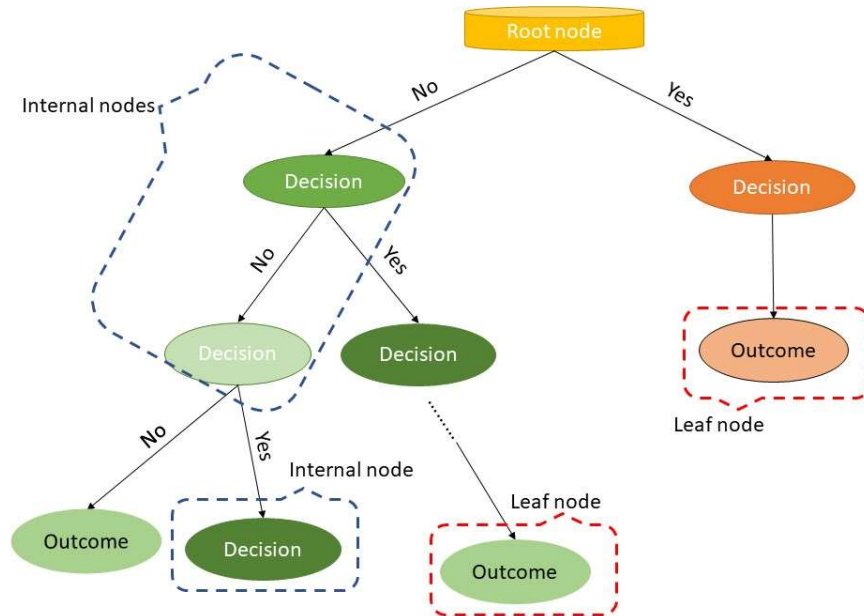 Root node
No
Yes
Internal nodes
Decision
Decision
No
Yes
Decision
Decision
Outcome
Leaf node
No
Yes
Internal node
Leaf node
Outcome
Decision
Outcome